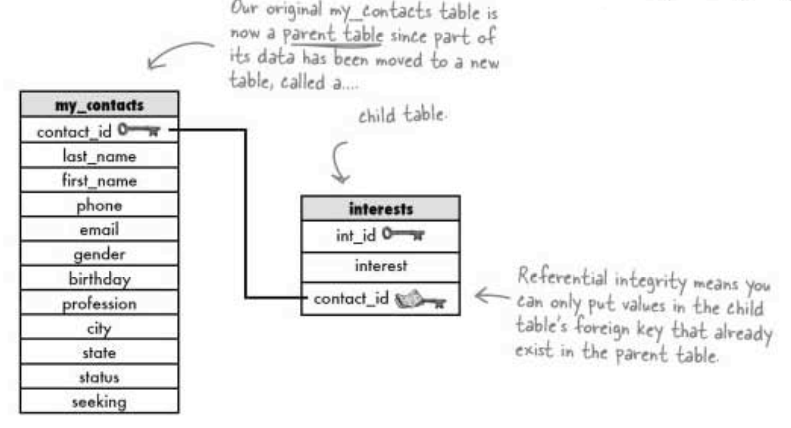 Our original my_contacts table is
now a parent table since part of
its data has been moved to a new
table, called a....
child table.
my_contacts
contact_id
last_name
first_name
phone
email
gender
birthday
profession
city
state
status
seeking
interests
int_id
interest
contact_id
Referential integrity means you
can only put values in the child
table's foreign key that already
exist in the parent table.